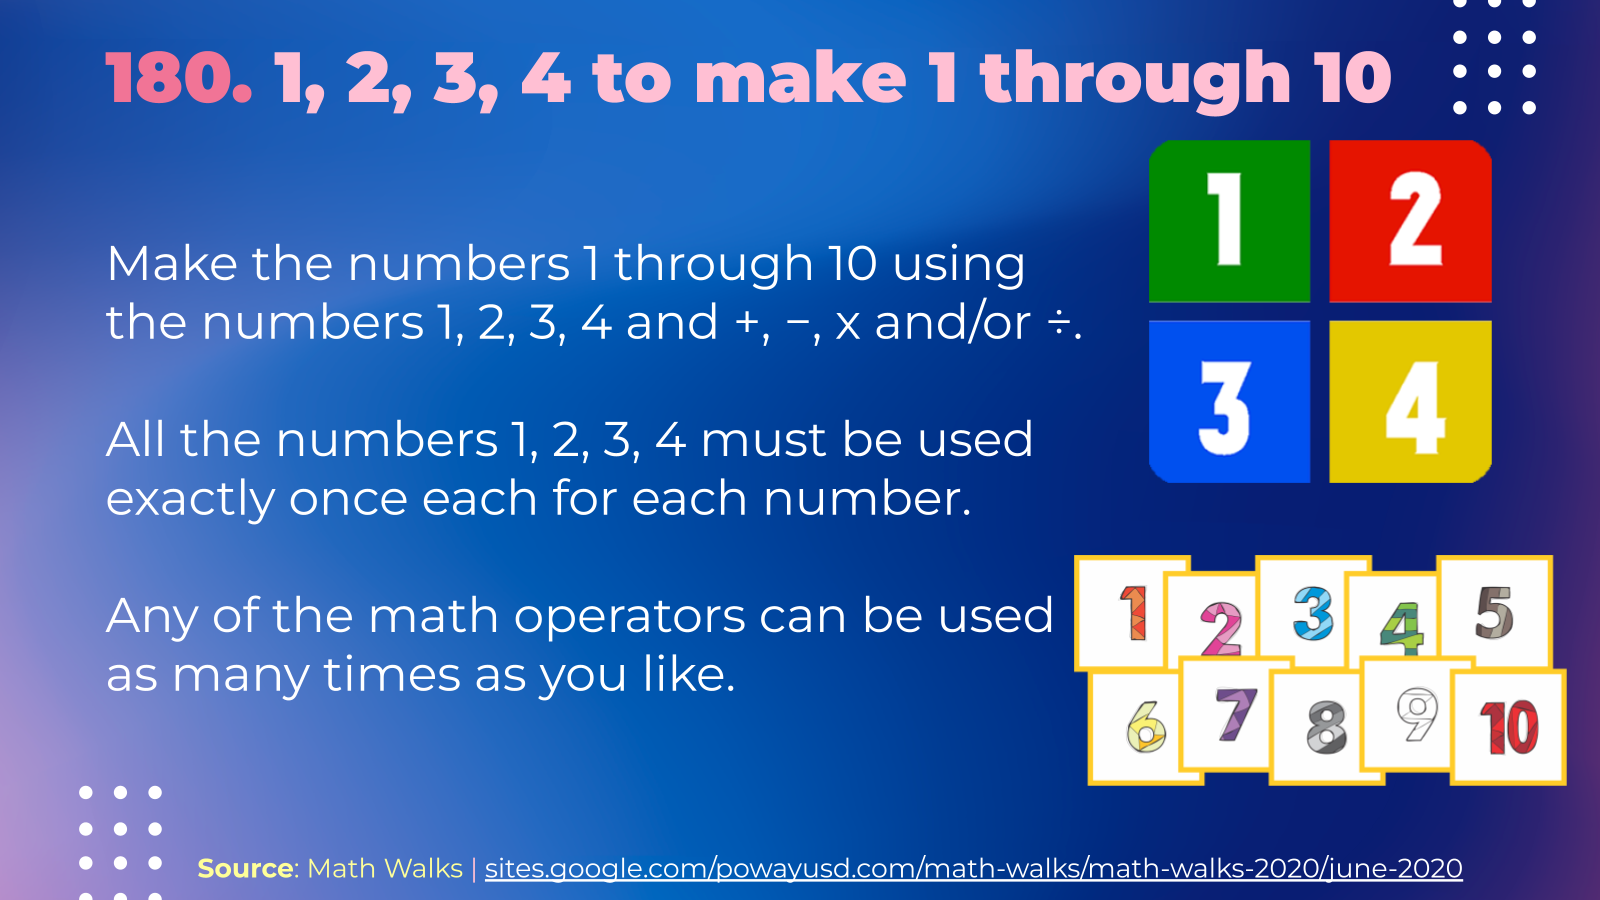 180. 1, 2, 3, 4 to make 1 through 10
1 2
3 4
Make the numbers 1 through 10 using
the numbers 1, 2, 3, 4 and +, −, x and/or ÷.
All the numbers 1, 2, 3, 4 must be used
exactly once each for each number.
Any of the math operators can be used
as many times as you like.
1 2 3 4 5
6 7 8 9 10
Source: Math Walks | sites.google.com/powayusd.com/math-walks/math-walks-2020/june-2020